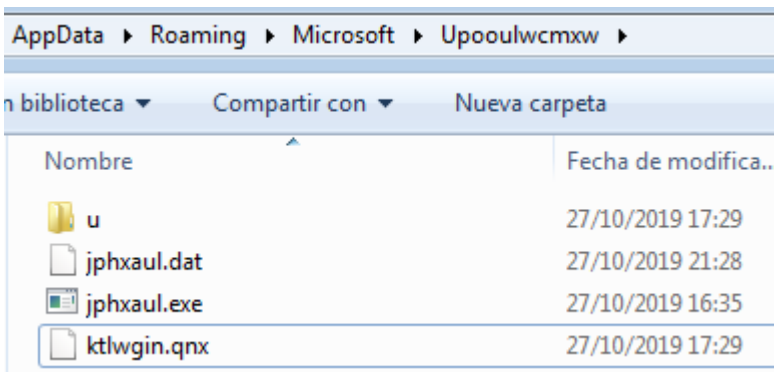 AppData ▸ Roaming ▸ Microsoft ▸ Upooulwcmxw ▸
n biblioteca ▾ Compartir con ▾ Nueva carpeta
Nombre Fecha de modifica...
u 27/10/2019 17:29
jphxaul.dat 27/10/2019 21:28
jphxaul.exe 27/10/2019 16:35
ktlwgin.qnx 27/10/2019 17:29